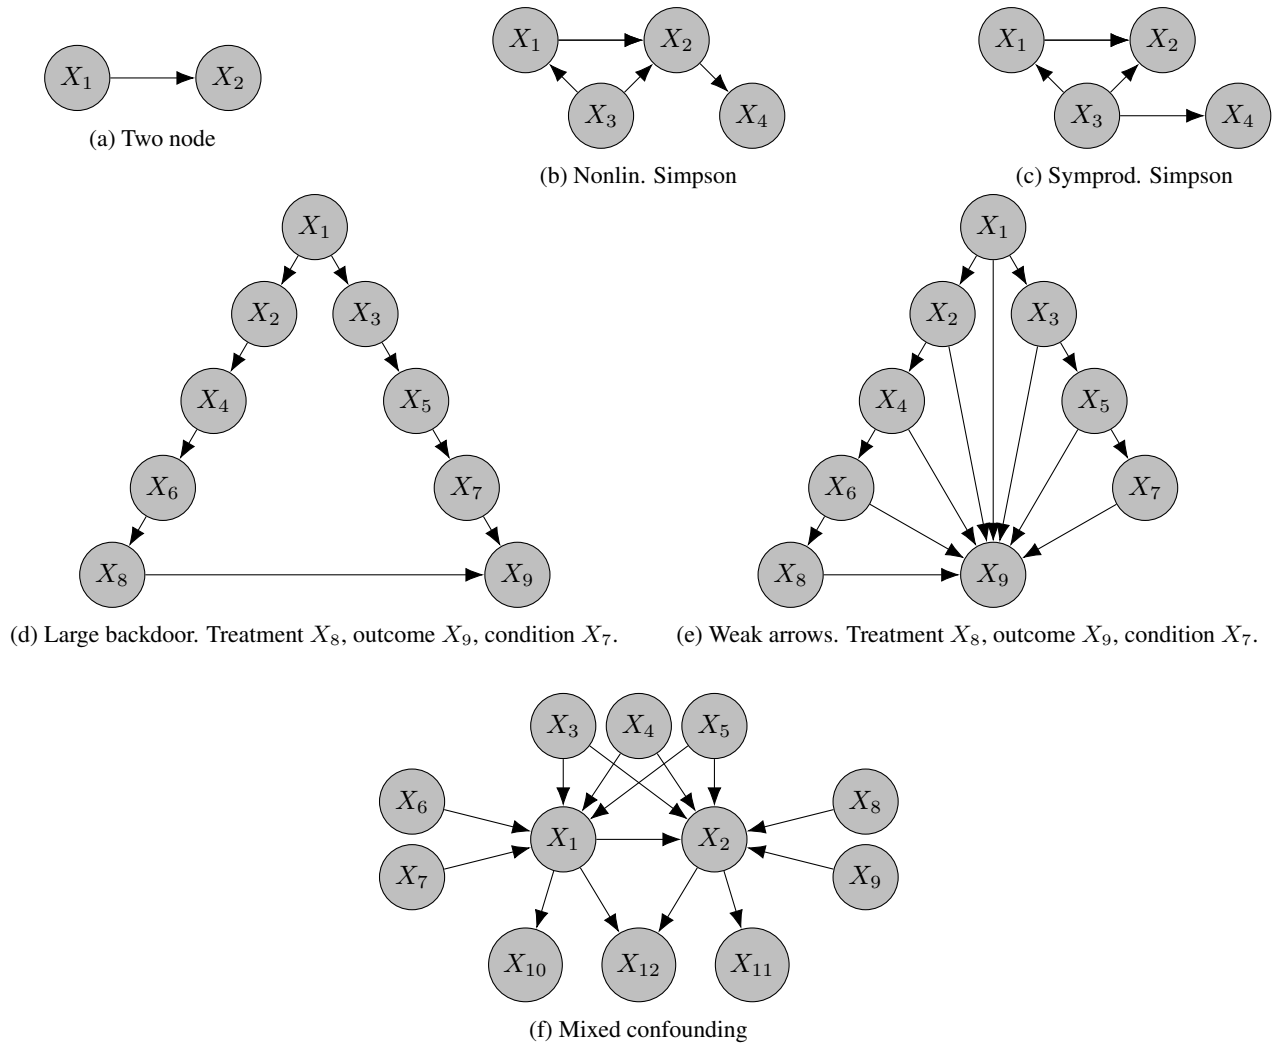 X1 X2
(a) Two node
X1 X2
X3 X4
(b) Nonlin. Simpson
X1 X2
X3 X4
(c) Symprod. Simpson
X1
X2 X3
X4 X5
X6 X7
X8 X9
(d) Large backdoor. Treatment X8, outcome X9, condition X7.
X1
X2 X3
X4 X5
X6 X7
X8 X9
(e) Weak arrows. Treatment X8, outcome X9, condition X7.
X3 X4 X5
X6 X8
X1 X2
X7 X9
X10 X12 X11
(f) Mixed confounding